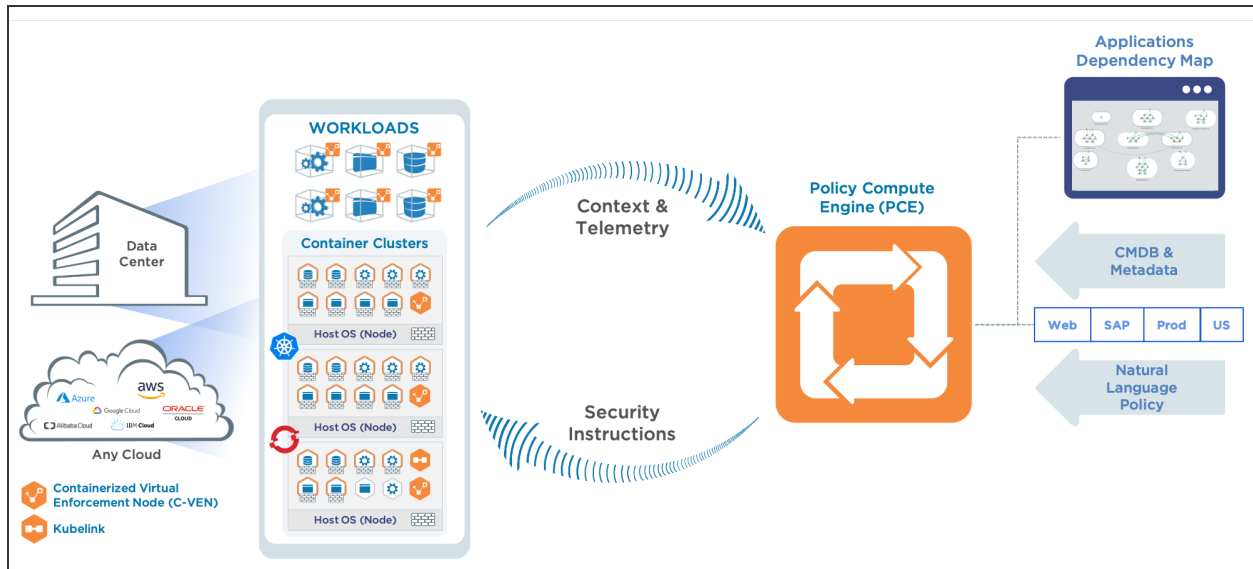 Applications
Dependency Map
WORKLOADS
Context &
Telemetry
Policy Compute
Engine (PCE)
Container Clusters
Data
Center
CMDB &
Metadata
Host OS (Node)
Web
SAP
Prod
US
Azure
aws
Google Cloud
ORACLE
CLOUD
Alibaba Cloud
IBM Cloud
Any Cloud
Host OS (Node)
Security
Instructions
Natural
Language
Policy
Containerized Virtual
Enforcement Node (C-VEN)
Kubelink
Host OS (Node)